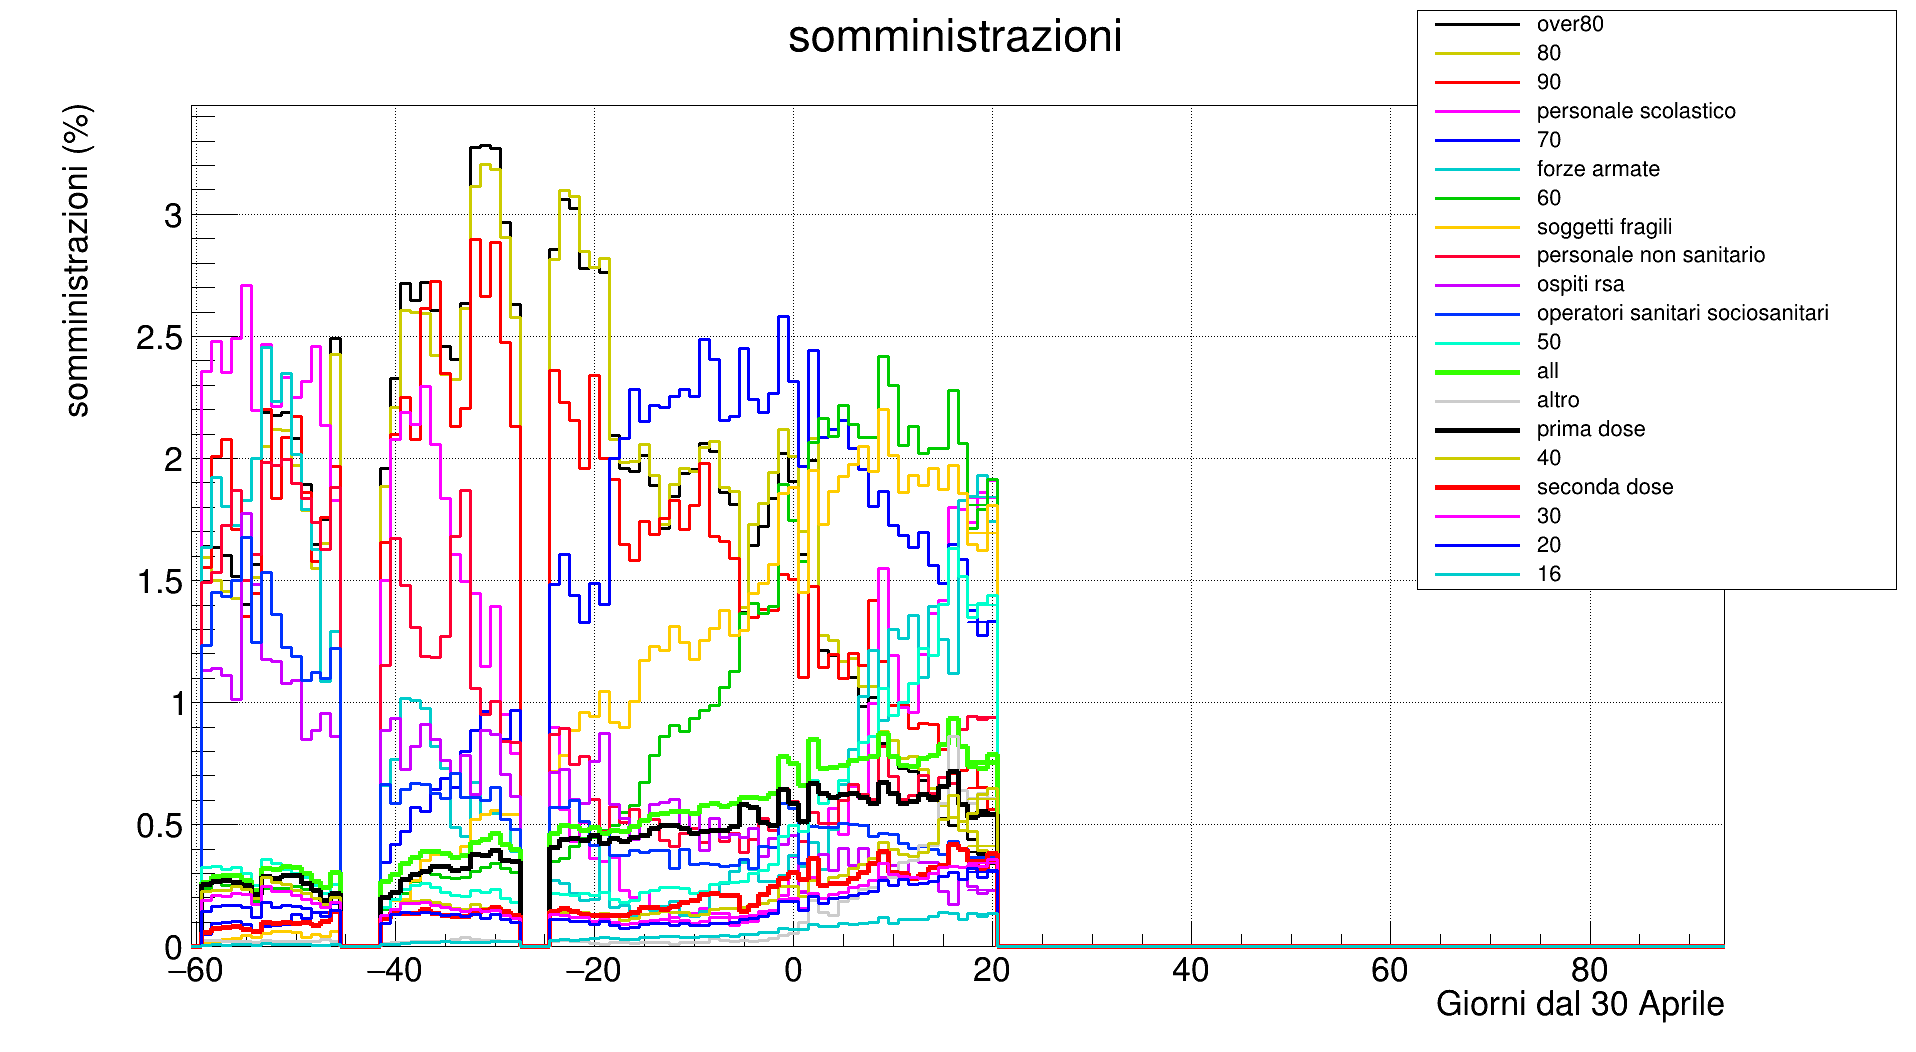 somministrazioni
somministrazioni (%)
over80
80
90
personale scolastico
70
forze armate
60
soggetti fragili
personale non sanitario
ospiti rsa
operatori sanitari sociosanitari
50
all
altro
prima dose
40
seconda dose
30
20
16
3
2.5
2
1.5
1
0.5
0
−60 −40 −20 0 20 40 60 80
Giorni dal 30 Aprile